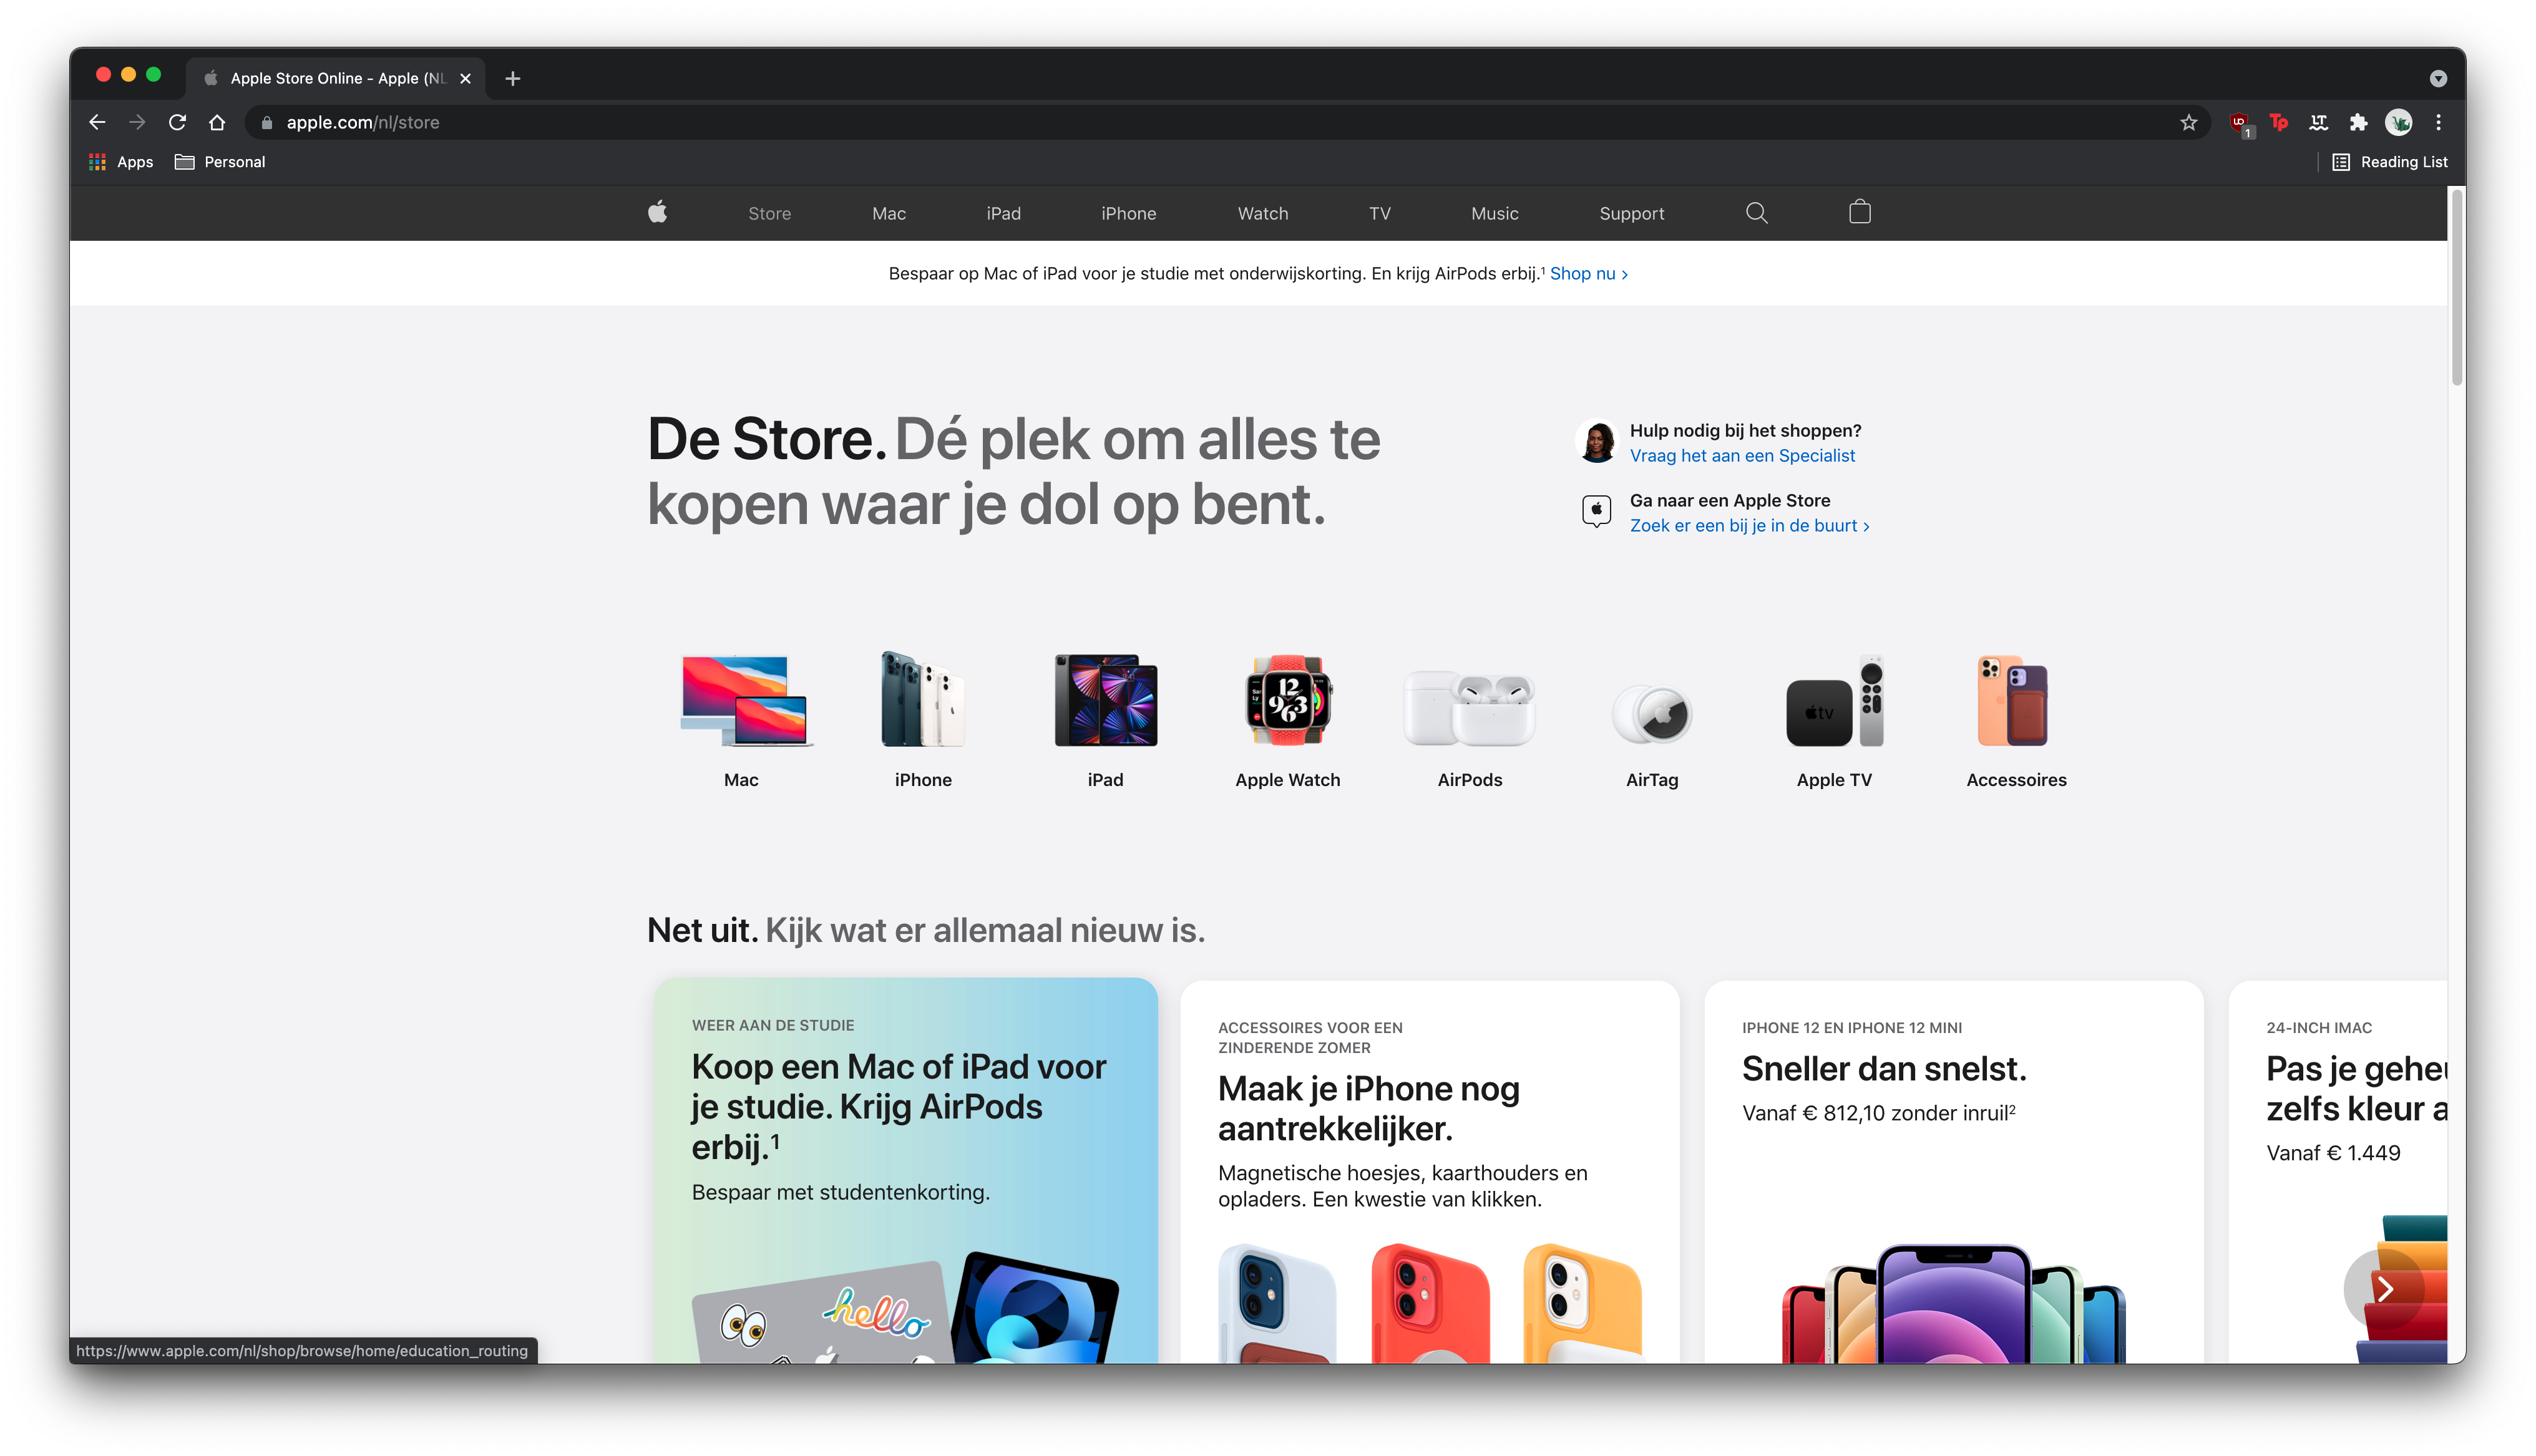 Apple Store Online - Apple (NL
apple.com/nl/store
1
Apps
Personal
Reading List
Store
Mac
iPad
iPhone
Watch
TV
Music
Support
Bespaar op Mac of iPad voor je studie met onderwijskorting. En krijg AirPods erbij.¹ Shop nu ›
De Store. Dé plek om alles te
kopen waar je dol op bent.
Hulp nodig bij het shoppen?
Vraag het aan een Specialist
Ga naar een Apple Store
Zoek er een bij je in de buurt ›
12
9 3
6
tv
Mac
iPhone
iPad
Apple Watch
AirPods
AirTag
Apple TV
Accessoires
Net uit. Kijk wat er allemaal nieuw is.
WEER AAN DE STUDIE
Koop een Mac of iPad voor
je studie. Krijg AirPods
erbij.¹
Bespaar met studentenkorting.
hello
ACCESSOIRES VOOR EEN
ZINDERENDE ZOMER
Maak je iPhone nog
aantrekkelijker.
Magnetische hoesjes, kaarthouders en
opladers. Een kwestie van klikken.
IPHONE 12 EN IPHONE 12 MINI
Sneller dan snelst.
Vanaf € 812,10 zonder inruil²
24-INCH IMAC
Pas je geheu
zelfs kleur a
Vanaf € 1.449
https://www.apple.com/nl/shop/browse/home/education_routing